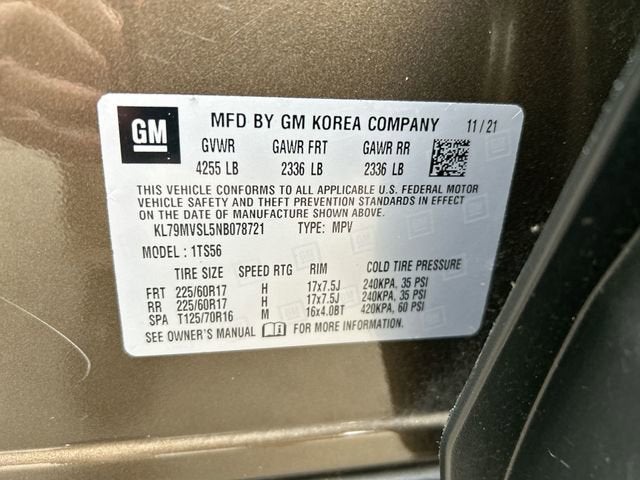 GM MFD BY GM KOREA COMPANY 11/21
GVWR GAWR FRT GAWR RR
4255 LB 2336 LB 2336 LB
THIS VEHICLE CONFORMS TO ALL APPLICABLE U.S. FEDERAL MOTOR
VEHICLE SAFETY AND THEFT PREVENTION STANDARDS IN EFFECT
ON THE DATE OF MANUFACTURE SHOWN ABOVE.
KL79MVSL5NB078721 TYPE: MPV
MODEL: 1TS56
TIRE SIZE SPEED RTG RIM COLD TIRE PRESSURE
FRT 225/60R17 H 17x7.5J 240KPA, 35 PSI
RR 225/60R17 H 17x7.5J 240KPA, 35 PSI
SPA T125/70R16 M 16x4.0BT 420KPA, 60 PSI
SEE OWNER'S MANUAL FOR MORE INFORMATION.